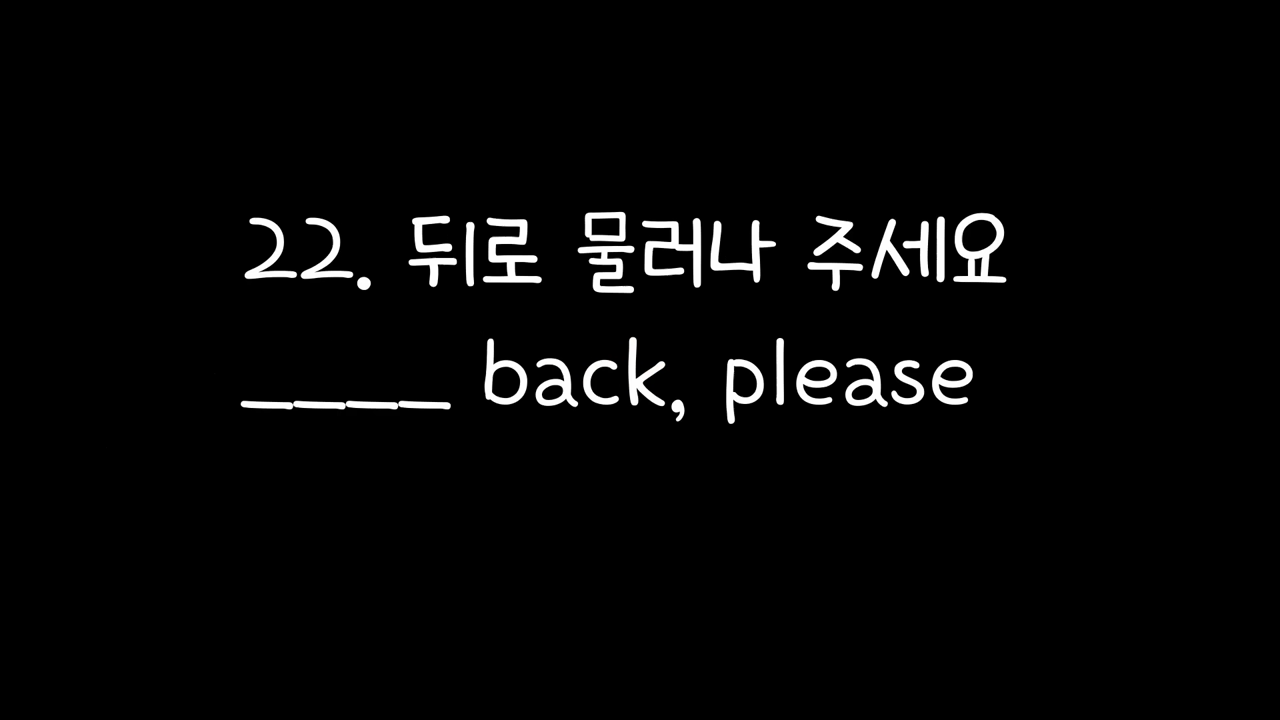 22. 뒤로 물러나 주세요
____ back, please